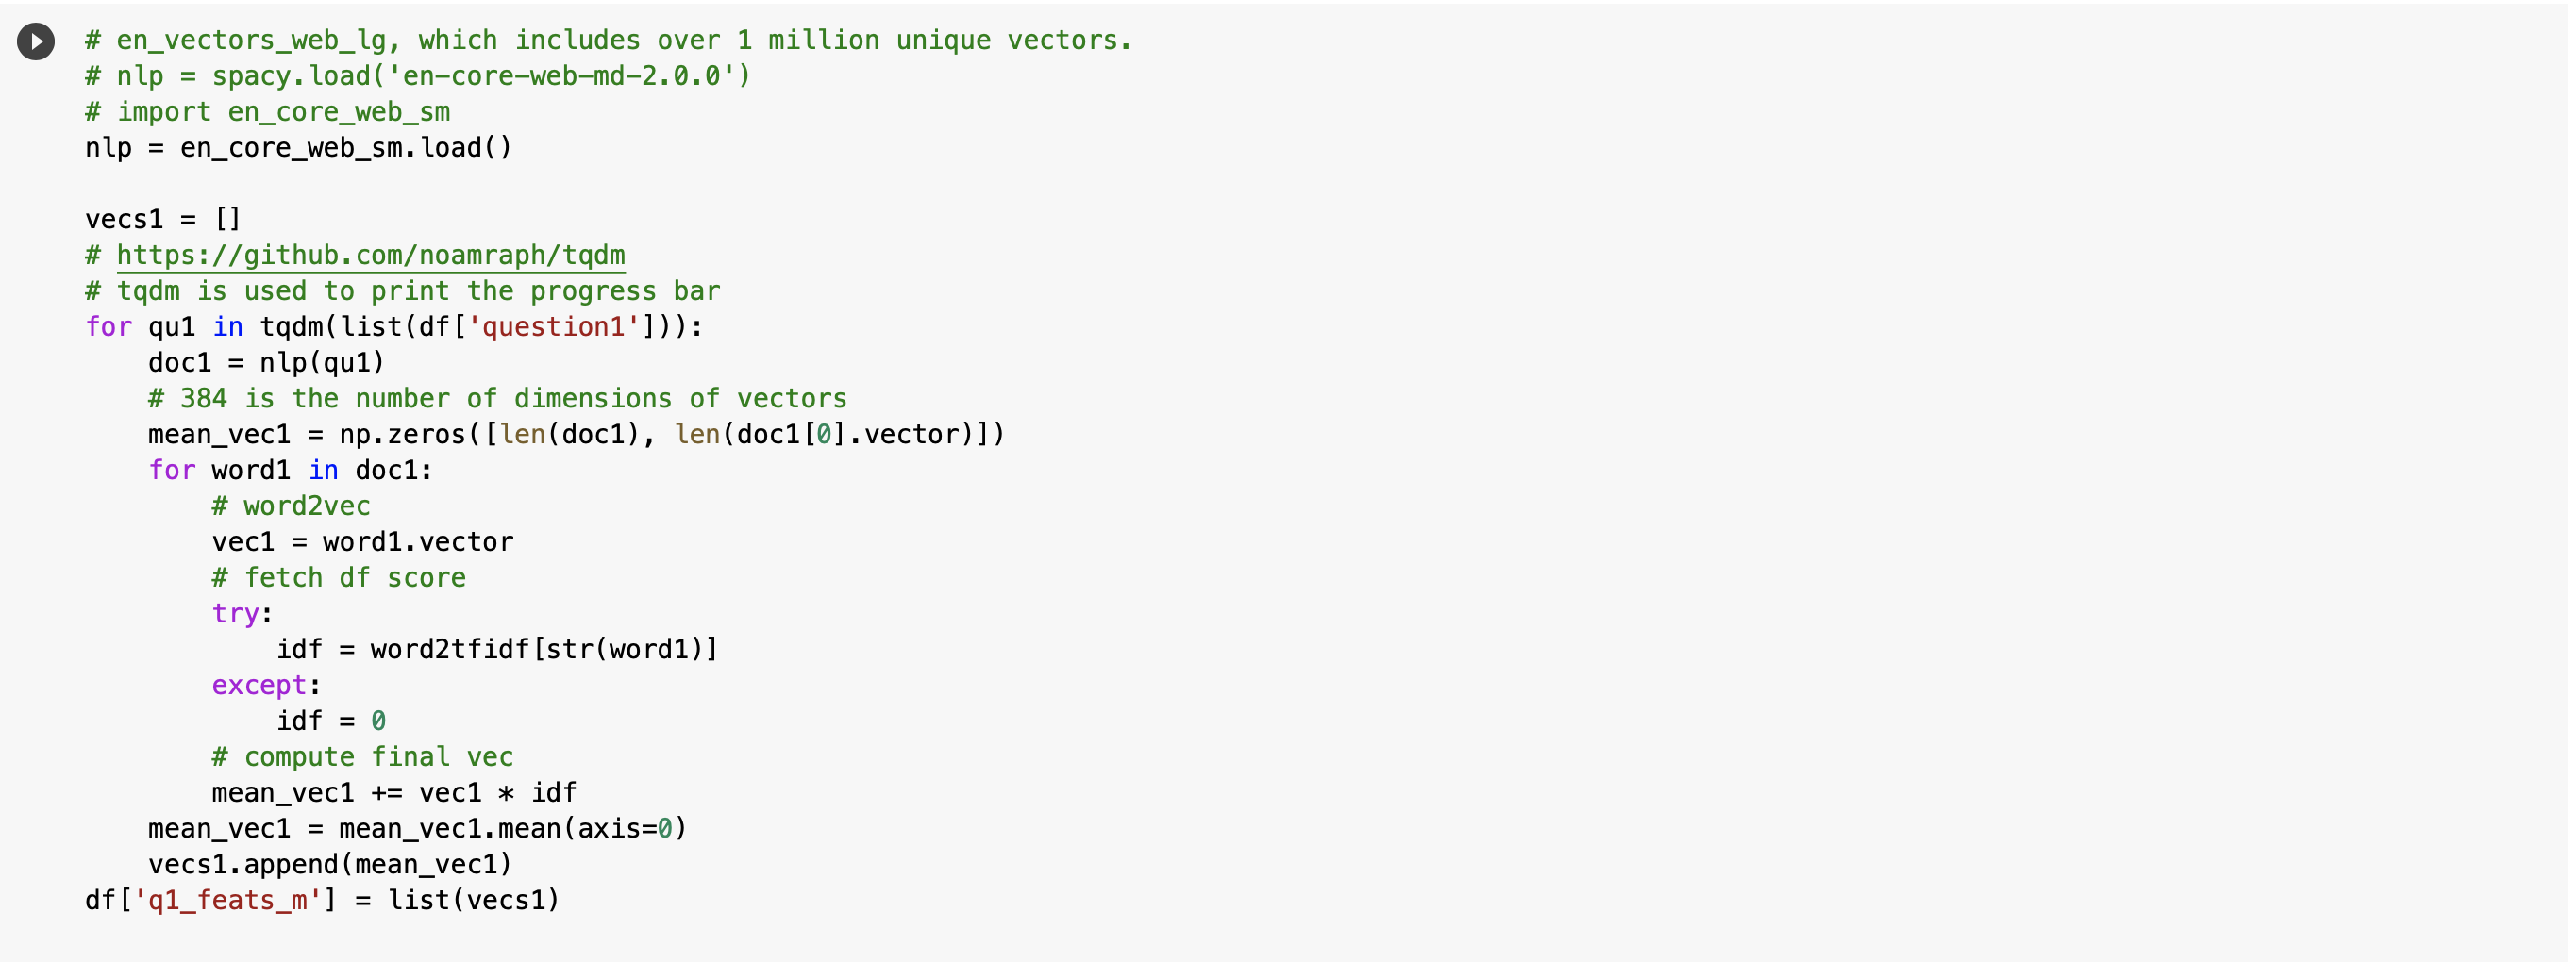 # en_vectors_web_lg, which includes over 1 million unique vectors.
# nlp = spacy.load('en-core-web-md-2.0.0')
# import en_core_web_sm
nlp = en_core_web_sm.load()

vecs1 = []
# https://github.com/noamraph/tqdm
# tqdm is used to print the progress bar
for qu1 in tqdm(list(df['question1'])):
    doc1 = nlp(qu1)
    # 384 is the number of dimensions of vectors
    mean_vec1 = np.zeros([len(doc1), len(doc1[0].vector)])
    for word1 in doc1:
        # word2vec
        vec1 = word1.vector
        # fetch df score
        try:
            idf = word2tfidf[str(word1)]
        except:
            idf = 0
        # compute final vec
        mean_vec1 += vec1 * idf
    mean_vec1 = mean_vec1.mean(axis=0)
    vecs1.append(mean_vec1)
df['q1_feats_m'] = list(vecs1)